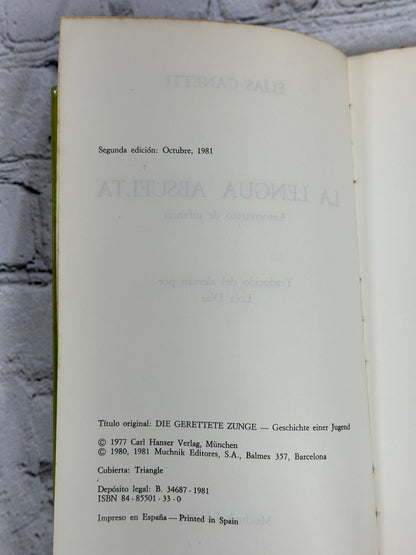 Segunda edición: Octubre, 1981
ELÍAS CANETTI
LA LENGUA ABSUELTA
Autorretrato de infancia
Traducido del alemán por
Lola Díaz
Título original: DIE GERETTETE ZUNGE — Geschichte einer Jugend
© 1977 Carl Hanser Verlag, München
© 1980, 1981 Muchnik Editores, S.A., Balmes 357, Barcelona
Cubierta: Triangle
Depósito legal: B. 34687 - 1981
ISBN 84 - 85501 - 33 - 0
Impreso en España — Printed in Spain